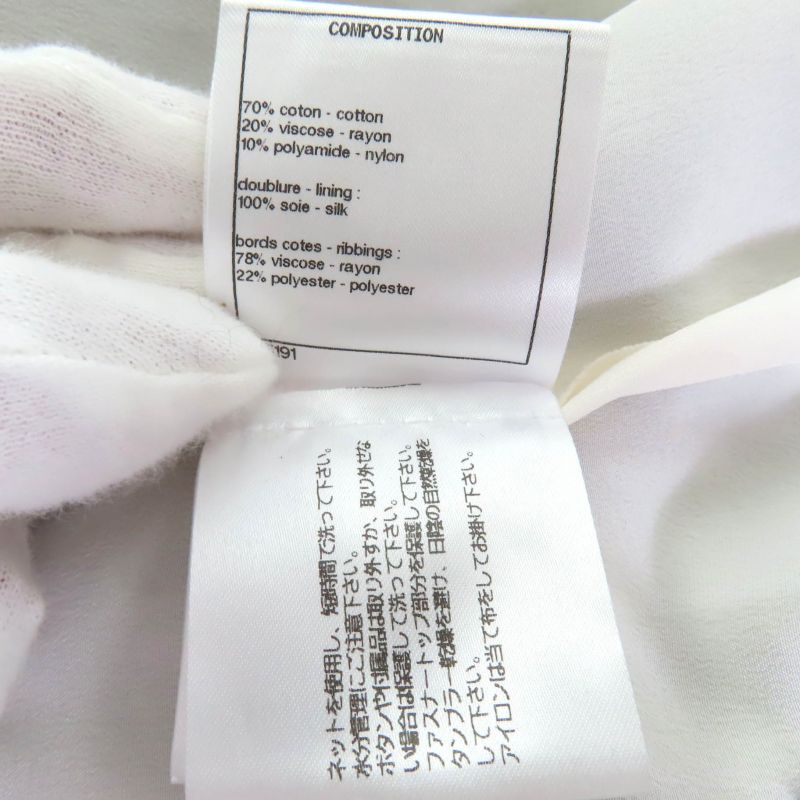 COMPOSITION
70% coton - cotton
20% viscose - rayon
10% polyamide - nylon
doublure - lining :
100% soie - silk
bords cotes - ribbings :
78% viscose - rayon
22% polyester - polyester
191
ネットを使用し、短時間で洗って下さい。
水分管理にご注意下さい。
ボタンや付属品は取り外すか、取り外せな
い場合は保護して洗って下さい。
ファスナートップ部分を保護して下さい。
タンブラー乾燥を避け、日陰の自然乾燥を
して下さい。
アイロンは当て布をしてお掛け下さい。